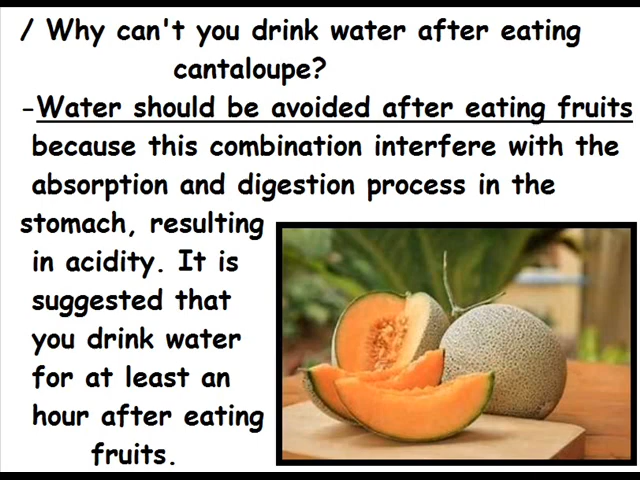 / Why can't you drink water after eating
cantaloupe?
-Water should be avoided after eating fruits
because this combination interfere with the
absorption and digestion process in the
stomach, resulting
in acidity. It is
suggested that
you drink water
for at least an
hour after eating
fruits.